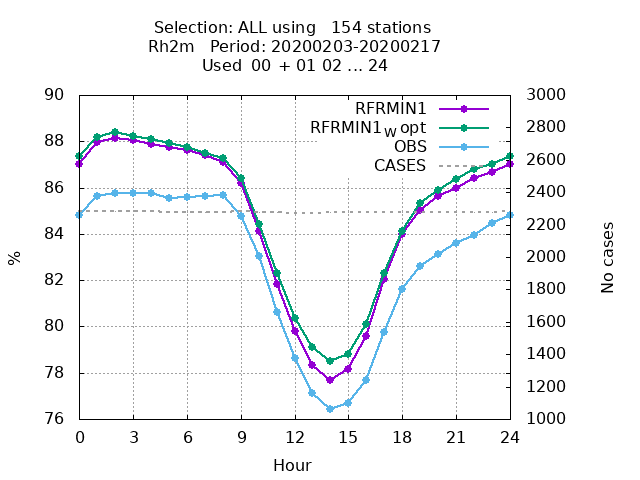 Selection: ALL using   154 stations
Rh2m   Period: 20200203-20200217
Used 00 + 01 02 ... 24
RFRMIN1
RFRMIN1w opt
OBS
CASES
90
88
86
84
82
80
78
76
%
3000
2800
2600
2400
2200
2000
1800
1600
1400
1200
1000
No cases
0 3 6 9 12 15 18 21 24
Hour